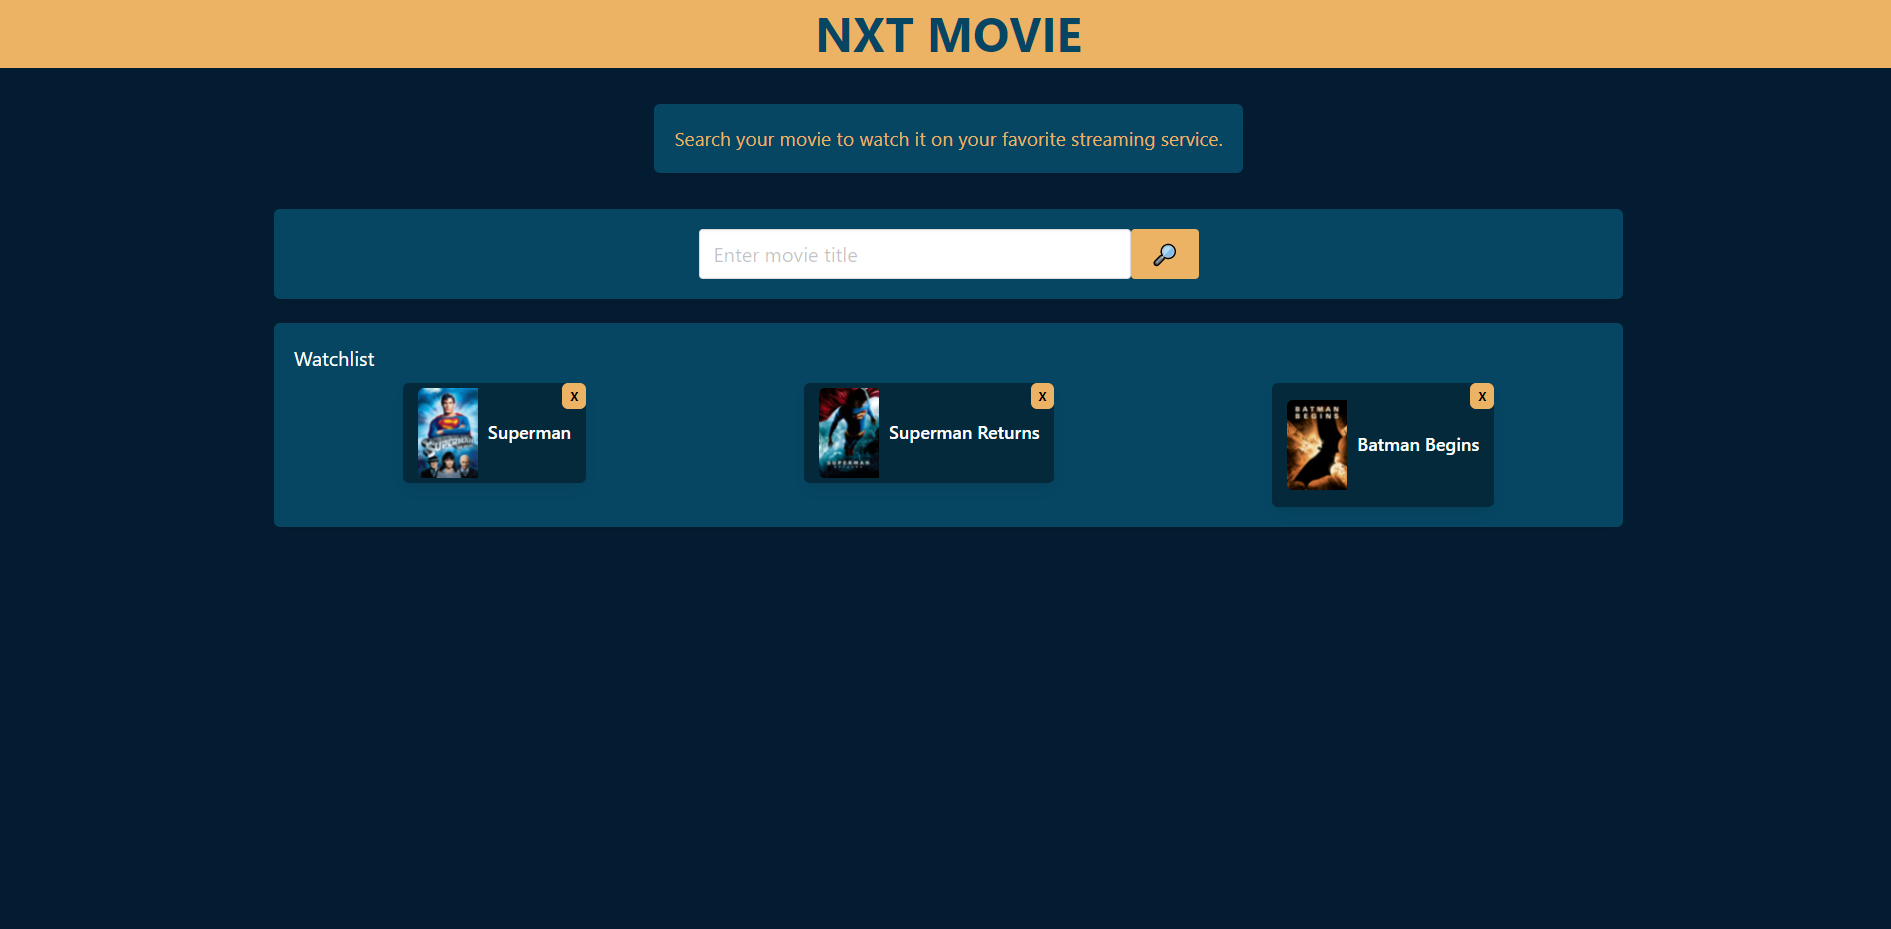 NXT MOVIE
Search your movie to watch it on your favorite streaming service.
Enter movie title
Watchlist
X
Superman
X
Superman Returns
X
BATMAN
BEGINS
Batman Begins